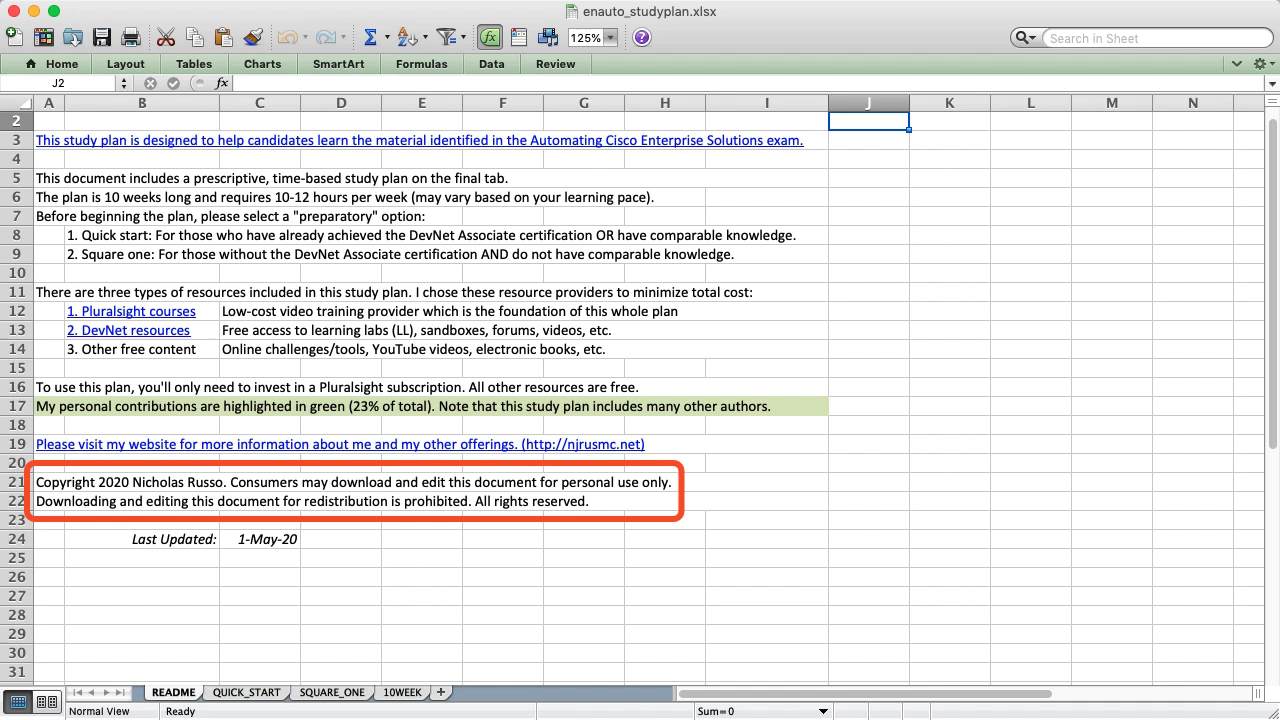 enauto_studyplan.xlsx
125%
Search in Sheet
Home Layout Tables Charts SmartArt Formulas Data Review
J2 fx
A B C D E F G H I J K L M N
2
3 This study plan is designed to help candidates learn the material identified in the Automating Cisco Enterprise Solutions exam.
4
5 This document includes a prescriptive, time-based study plan on the final tab.
6 The plan is 10 weeks long and requires 10-12 hours per week (may vary based on your learning pace).
7 Before beginning the plan, please select a "preparatory" option:
8 1. Quick start: For those who have already achieved the DevNet Associate certification OR have comparable knowledge.
9 2. Square one: For those without the DevNet Associate certification AND do not have comparable knowledge.
10
11 There are three types of resources included in this study plan. I chose these resource providers to minimize total cost:
12 1. Pluralsight courses Low-cost video training provider which is the foundation of this whole plan
13 2. DevNet resources Free access to learning labs (LL), sandboxes, forums, videos, etc.
14 3. Other free content Online challenges/tools, YouTube videos, electronic books, etc.
15
16 To use this plan, you'll only need to invest in a Pluralsight subscription. All other resources are free.
17 My personal contributions are highlighted in green (23% of total). Note that this study plan includes many other authors.
18
19 Please visit my website for more information about me and my other offerings. (http://njrusmc.net)
20
21 Copyright 2020 Nicholas Russo. Consumers may download and edit this document for personal use only.
22 Downloading and editing this document for redistribution is prohibited. All rights reserved.
23
24 Last Updated: 1-May-20
25
26
27
28
29
30
31
README QUICK_START SQUARE_ONE 10WEEK +
Normal View Ready Sum=0